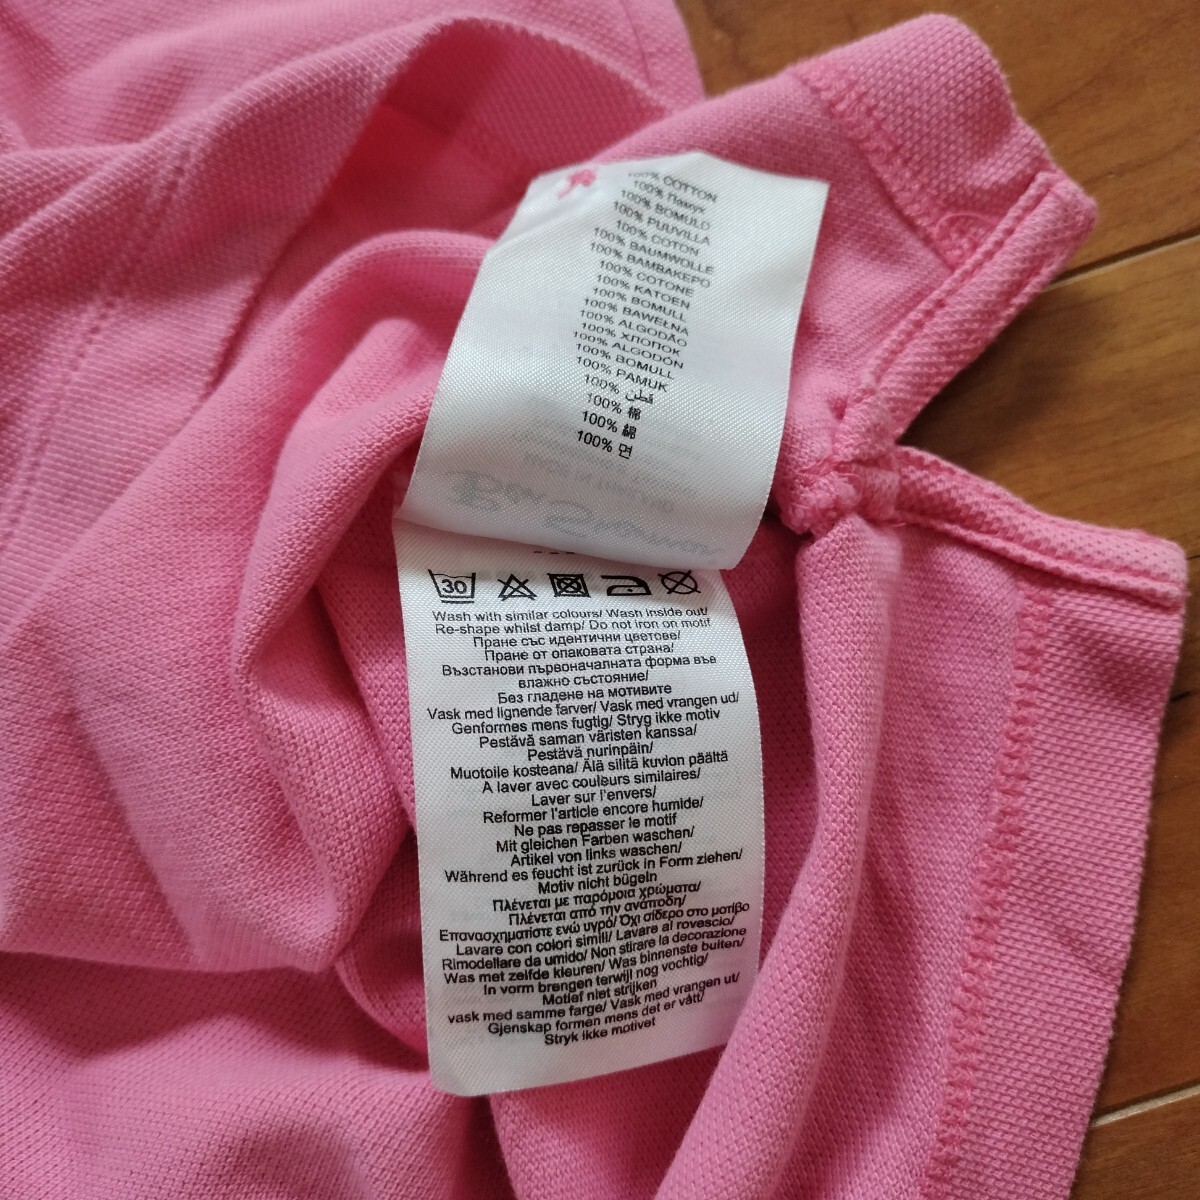 100% COTTON
100% Памук
100% BOMULD
100% PUUVILLA
100% COTON
100% BAUMWOLLE
100% ΒΑΜΒΑΚΕΡΟ
100% COTONE
100% KATOEN
100% BOMULL
100% BAWEŁNA
100% ALGODÃO
100% ХЛОПОК
100% ALGODÓN
100% BOMULL
100% PAMUK
100% قطن
100% 棉
100% 綿
100% 면
MADE IN THAILAND
Ben Sherman
30
Wash with similar colours/ Wash inside out/
Re-shape whilst damp/ Do not iron on motif
Пране със идентични цветове/
Пране от опаковата страна/
Възстанови първоначалната форма във
влажно състояние/
Без гладене на мотивите
Vask med lignende farver/ Vask med vrangen ud/
Genformes mens fugtig/ Stryg ikke motiv
Pestävä saman väristen kanssa/
Pestävä nurinpäin/
Muotoile kosteana/ Älä silitä kuvion päältä
A laver avec couleurs similaires/
Laver sur l'envers/
Reformer l'article encore humide/
Ne pas repasser le motif
Mit gleichen Farben waschen/
Artikel von links waschen/
Während es feucht ist zurück in Form ziehen/
Motiv nicht bügeln
Πλένεται με παρόμοια χρώματα/
Πλένεται από την ανάποδη/
Επανασχηματίστε ενώ υγρό/ Όχι σίδερο στο μοτίβο
Lavare con colori simili/ Lavare al rovescio/
Rimodellare da umido/ Non stirare la decorazione
Was met zelfde kleuren/ Was binnenste buiten/
In vorm brengen terwijl nog vochtig/
Motief niet strijken
vask med samme farge/ Vask med vrangen ut/
Gjenskap formen mens det er vått/
Stryk ikke motivet